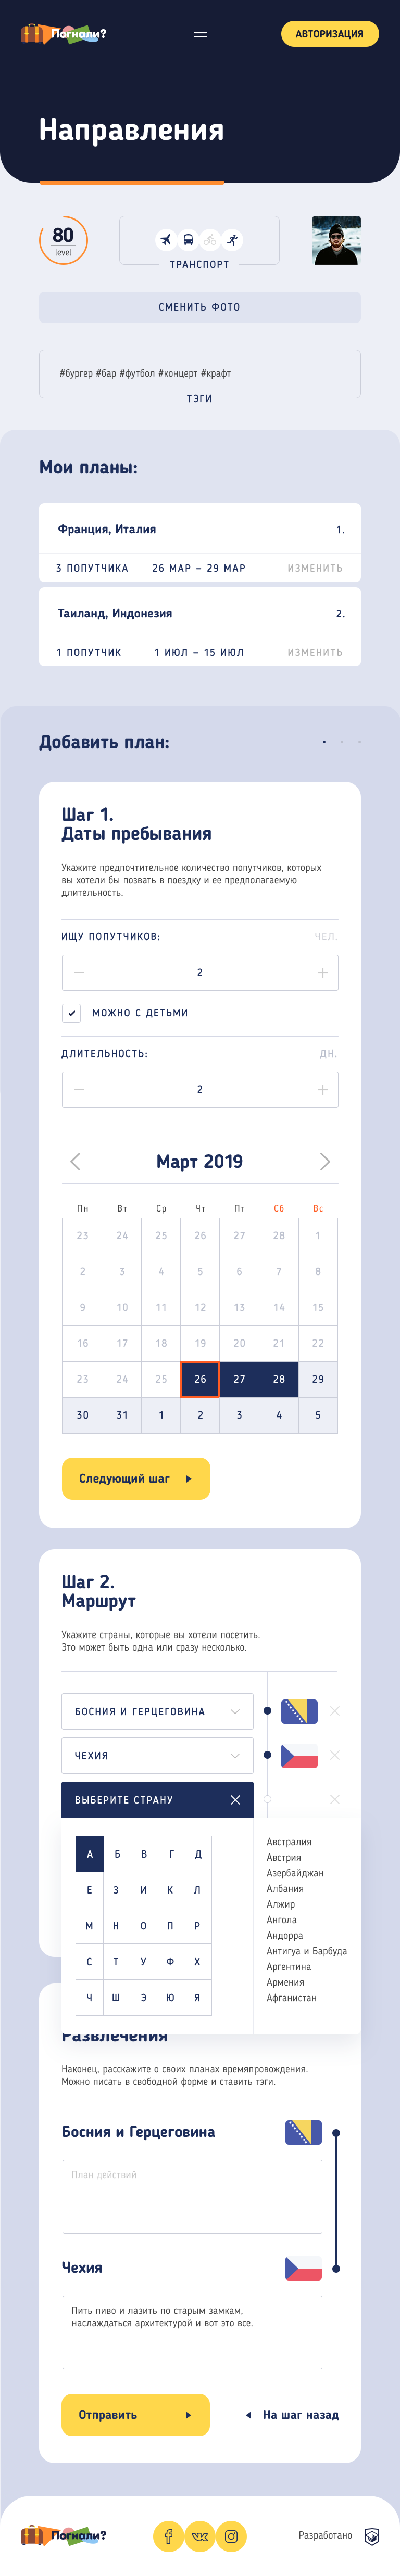 Погнали?
АВТОРИЗАЦИЯ
Направления
80
level
ТРАНСПОРТ
СМЕНИТЬ ФОТО
#бургер #бар #футбол #концерт #крафт
ТЭГИ
Мои планы:
Франция, Италия 1.
3 ПОПУТЧИКА 26 МАР – 29 МАР ИЗМЕНИТЬ
Таиланд, Индонезия 2.
1 ПОПУТЧИК 1 ИЮЛ – 15 ИЮЛ ИЗМЕНИТЬ
Добавить план:
Шаг 1.
Даты пребывания
Укажите предпочтительное количество попутчиков, которых
вы хотели бы позвать в поездку и ее предполагаемую
длительность.
ИЩУ ПОПУТЧИКОВ: ЧЕЛ.
2
МОЖНО С ДЕТЬМИ
ДЛИТЕЛЬНОСТЬ: ДН.
2
Март 2019
Пн Вт Ср Чт Пт Сб Вс
23 24 25 26 27 28 1
2 3 4 5 6 7 8
9 10 11 12 13 14 15
16 17 18 19 20 21 22
23 24 25 26 27 28 29
30 31 1 2 3 4 5
Следующий шаг
Шаг 2.
Маршрут
Укажите страны, которые вы хотели посетить.
Это может быть одна или сразу несколько.
БОСНИЯ И ГЕРЦЕГОВИНА
ЧЕХИЯ
ВЫБЕРИТЕ СТРАНУ
А Б В Г Д
Е З И К Л
М Н О П Р
С Т У Ф Х
Ч Ш Э Ю Я
Австралия
Австрия
Азербайджан
Албания
Алжир
Ангола
Андорра
Антигуа и Барбуда
Аргентина
Армения
Афганистан
Развлечения
Наконец, расскажите о своих планах времяпровождения.
Можно писать в свободной форме и ставить тэги.
Босния и Герцеговина
План действий
Чехия
Пить пиво и лазить по старым замкам,
наслаждаться архитектурой и вот это все.
Отправить
На шаг назад
Погнали?
Разработано